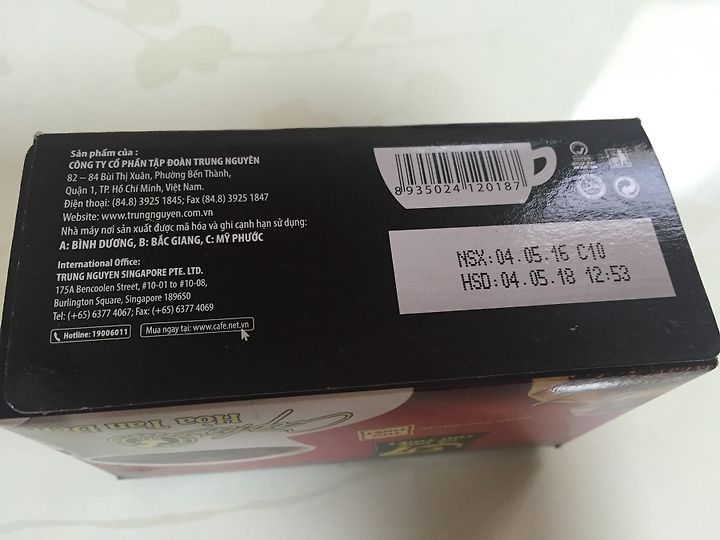 Sản phẩm của :
CÔNG TY CỔ PHẦN TẬP ĐOÀN TRUNG NGUYÊN
82 – 84 Bùi Thị Xuân, Phường Bến Thành,
Quận 1, TP. Hồ Chí Minh, Việt Nam.
Điện thoại: (84.8) 3925 1845; Fax (84.8) 3925 1847
Website: www.trungnguyen.com.vn
Nhà máy nơi sản xuất được mã hóa và ghi cạnh hạn sử dụng:
A: BÌNH DƯƠNG, B: BẮC GIANG, C: MỸ PHƯỚC
International Office:
TRUNG NGUYEN SINGAPORE PTE. LTD.
175A Bencoolen Street, #10-01 to #10-08,
Burlington Square, Singapore 189650
Tel: (+65) 6377 4067; Fax: (+65) 6377 4069
Hotline: 19006011
Mua ngay tại: www.cafe.net.vn
8 935024 120187
NSX:04.05.16 C10
HSD:04.05.18 12:53
Hòa Tan Đen
G7